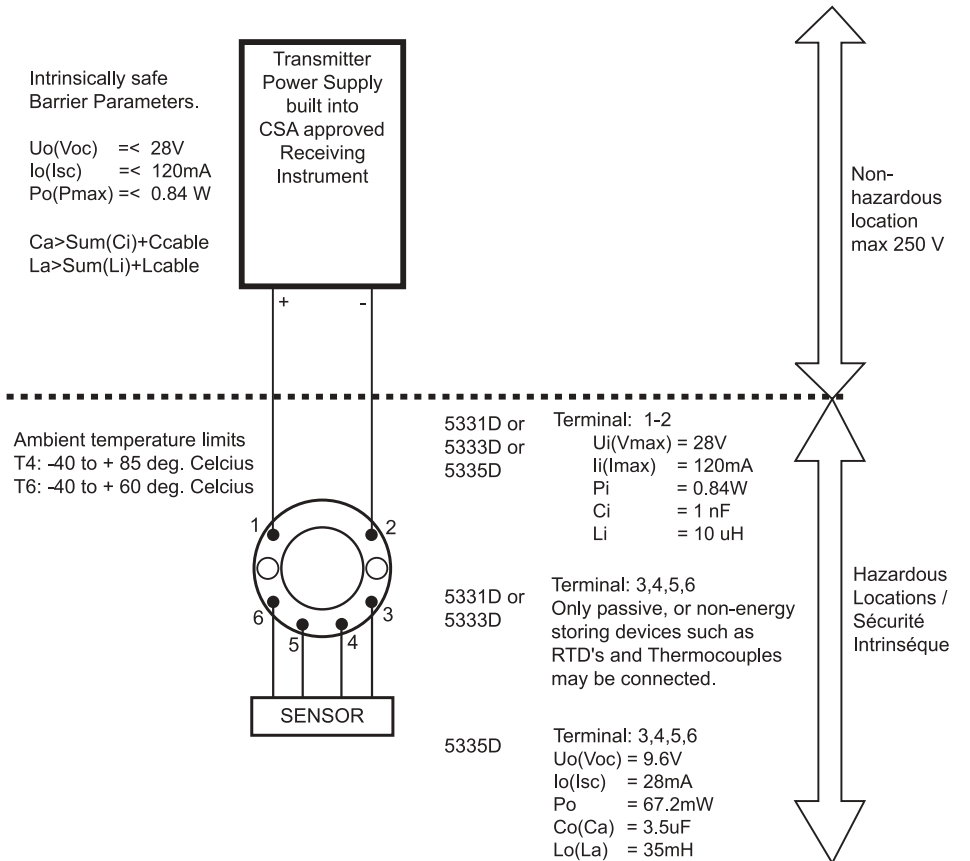 Intrinsically safe
Barrier Parameters.
Uo(Voc) =< 28V
Io(Isc) =< 120mA
Po(Pmax) =< 0.84 W
Ca>Sum(Ci)+Ccable
La>Sum(Li)+Lcable
Transmitter
Power Supply
built into
CSA approved
Receiving
Instrument
+ -
Non-
hazardous
location
max 250 V
Ambient temperature limits
T4: -40 to + 85 deg. Celcius
T6: -40 to + 60 deg. Celcius
1
2
6
3
5
4
SENSOR
5331D or
5333D or
5335D
Terminal: 1-2
Ui(Vmax) = 28V
Ii(Imax) = 120mA
Pi = 0.84W
Ci = 1 nF
Li = 10 uH
5331D or
5333D
Terminal: 3,4,5,6
Only passive, or non-energy
storing devices such as
RTD's and Thermocouples
may be connected.
5335D
Terminal: 3,4,5,6
Uo(Voc) = 9.6V
Io(Isc) = 28mA
Po = 67.2mW
Co(Ca) = 3.5uF
Lo(La) = 35mH
Hazardous
Locations /
Sécurité
Intrinséque